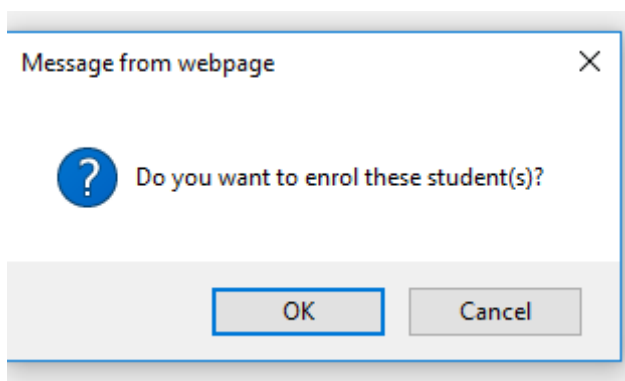 Message from webpage
Do you want to enrol these student(s)?
OK
Cancel